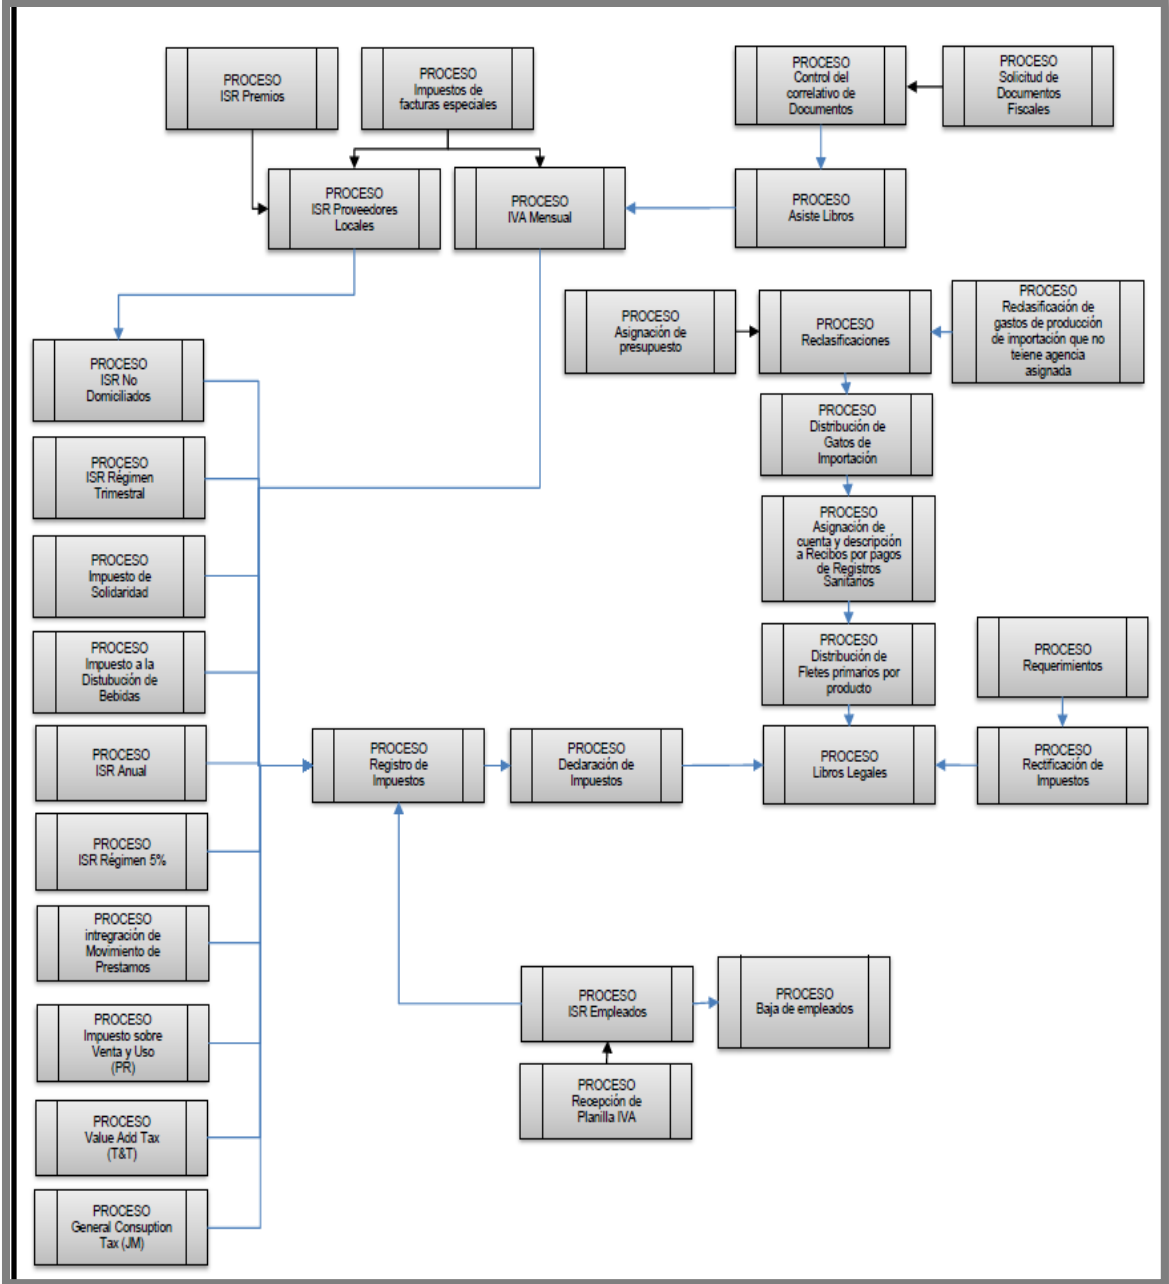 PROCESO
ISR Premios
PROCESO
Impuestos de
facturas especiales
PROCESO
Control del
correlativo de
Documentos
PROCESO
Solicitud de
Documentos
Fiscales
PROCESO
ISR Proveedores
Locales
PROCESO
IVA Mensual
PROCESO
Asiste Libros
PROCESO
Asignación de
presupuesto
PROCESO
Reclasificaciones
PROCESO
Reclasificación de
gastos de producción
de importación que no
teiene agencia
asignada
PROCESO
ISR No
Domiciliados
PROCESO
Distribución de
Gatos de
Importación
PROCESO
ISR Régimen
Trimestral
PROCESO
Asignación de
cuenta y descripción
a Recibos por pagos
de Registros
Sanitarios
PROCESO
Impuesto de
Solidaridad
PROCESO
Impuesto a la
Distubución de
Bebidas
PROCESO
Distribución de
Fletes primarios por
producto
PROCESO
Requerimientos
PROCESO
ISR Anual
PROCESO
Registro de
Impuestos
PROCESO
Declaración de
Impuestos
PROCESO
Libros Legales
PROCESO
Rectificación de
Impuestos
PROCESO
ISR Régimen 5%
PROCESO
intregración de
Movimiento de
Prestamos
PROCESO
ISR Empleados
PROCESO
Baja de empleados
PROCESO
Impuesto sobre
Venta y Uso
(PR)
PROCESO
Recepción de
Planilla IVA
PROCESO
Value Add Tax
(T&T)
PROCESO
General Consuption
Tax (JM)